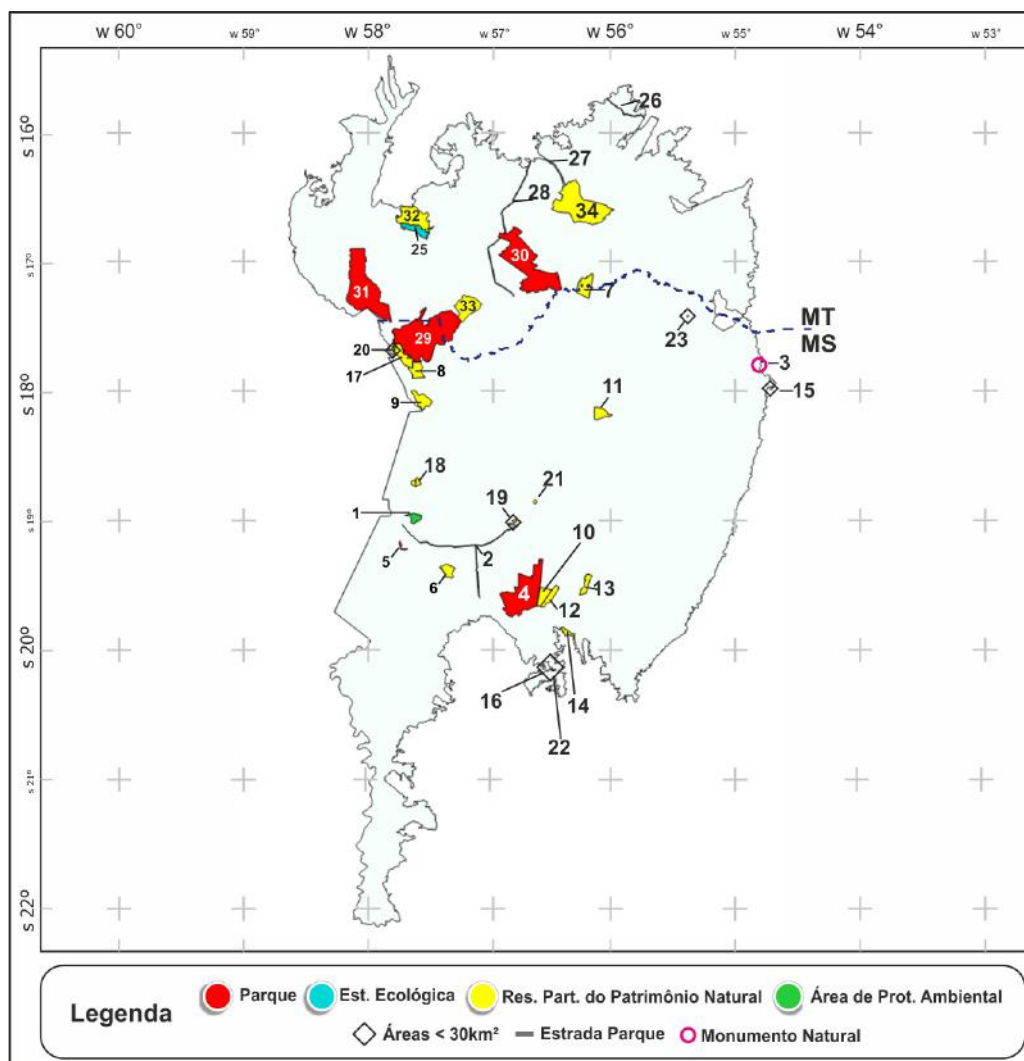 W 60° W 59° W 58° W 57° W 56° W 55° W 54° W 53°
26
S 16°
27
28
34
32
25
30
S 17°
31
7
33
MT
29
23
MS
20
3
17
8
15
S 18°
9
11
18
21
19
1
S 19°
10
5
2
6
4
13
12
S 20°
16
14
22
S 21°
S 22°
Legenda
Parque Est. Ecológica Res. Part. do Patrimônio Natural Área de Prot. Ambiental
Áreas < 30km² Estrada Parque Monumento Natural